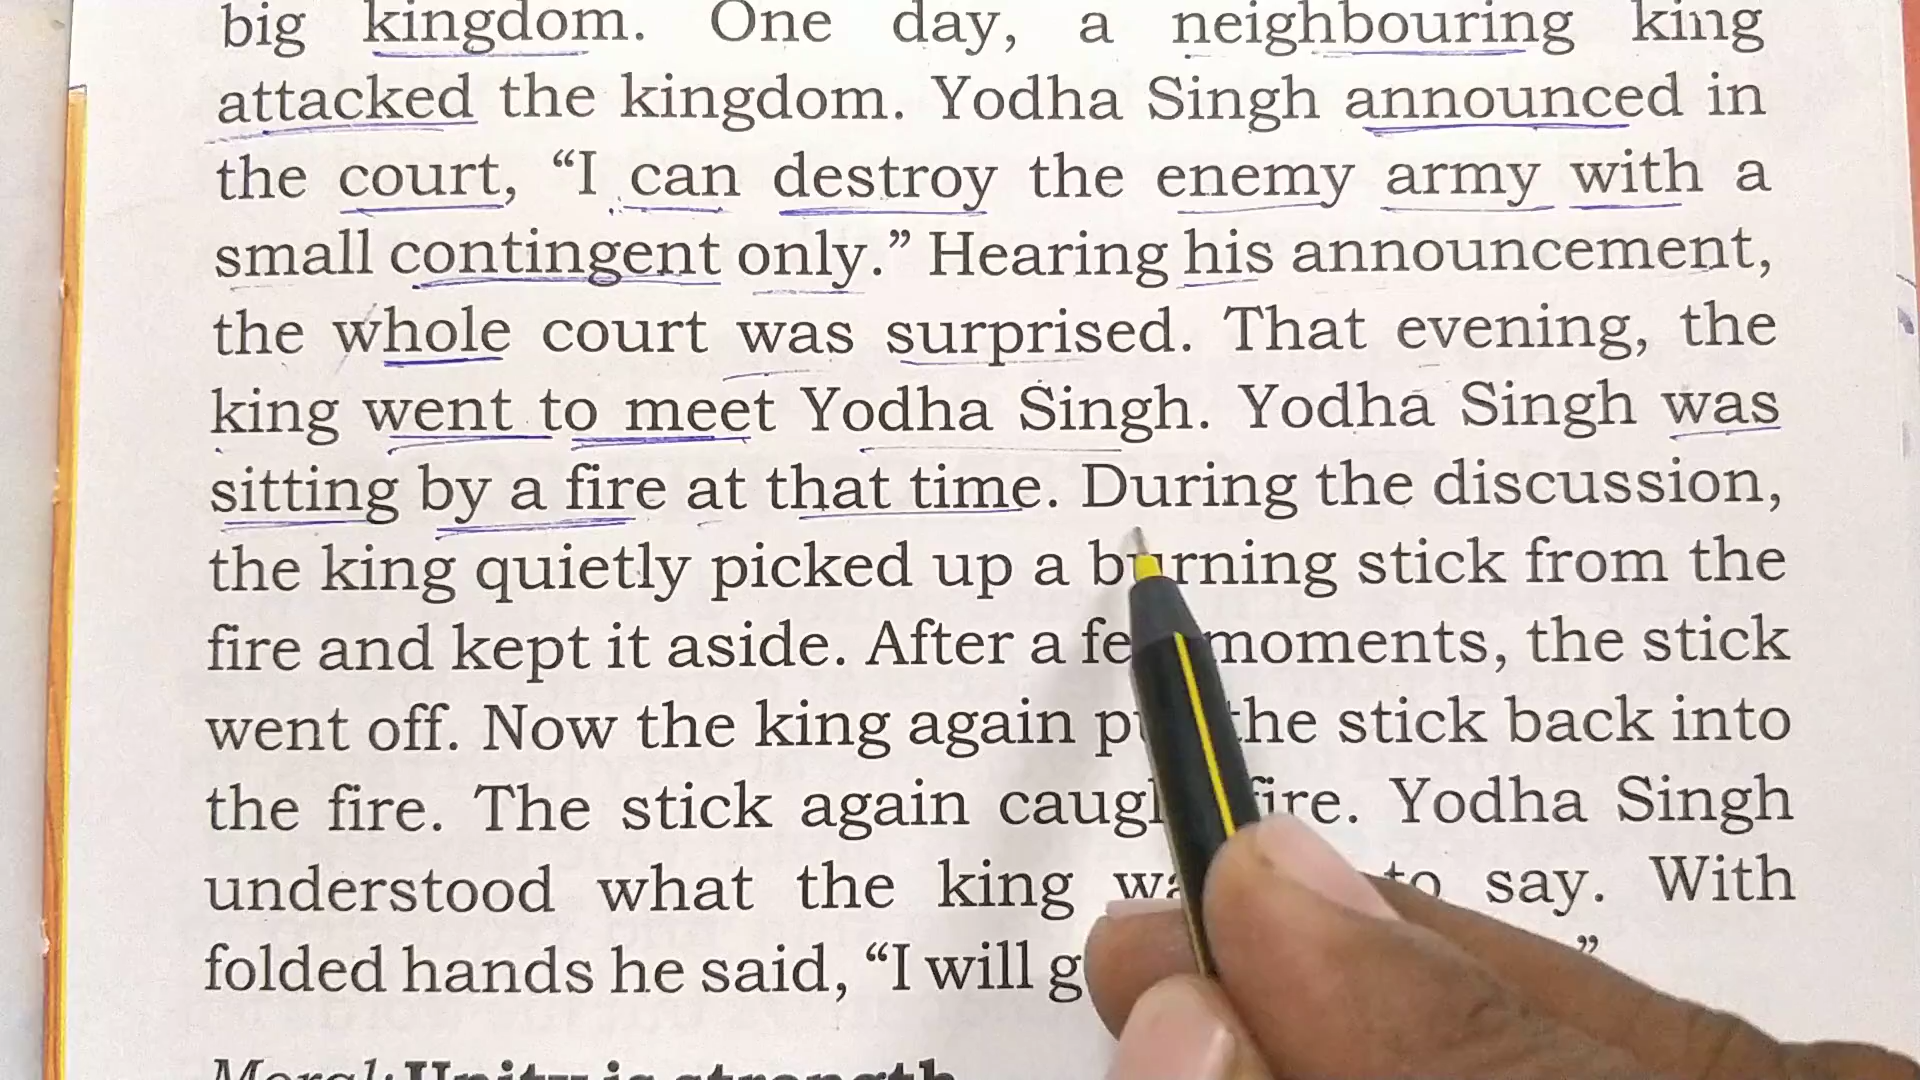 big kingdom. One day, a neighbouring king
attacked the kingdom. Yodha Singh announced in
the court, “I can destroy the enemy army with a
small contingent only.” Hearing his announcement,
the whole court was surprised. That evening, the
king went to meet Yodha Singh. Yodha Singh was
sitting by a fire at that time. During the discussion,
the king quietly picked up a burning stick from the
fire and kept it aside. After a moments, the stick
went off. Now the king again the stick back into
the fire. The stick again fire. Yodha Singh
understood what the king to say. With
folded hands he said, “I will ”
Moral: Unity is strength